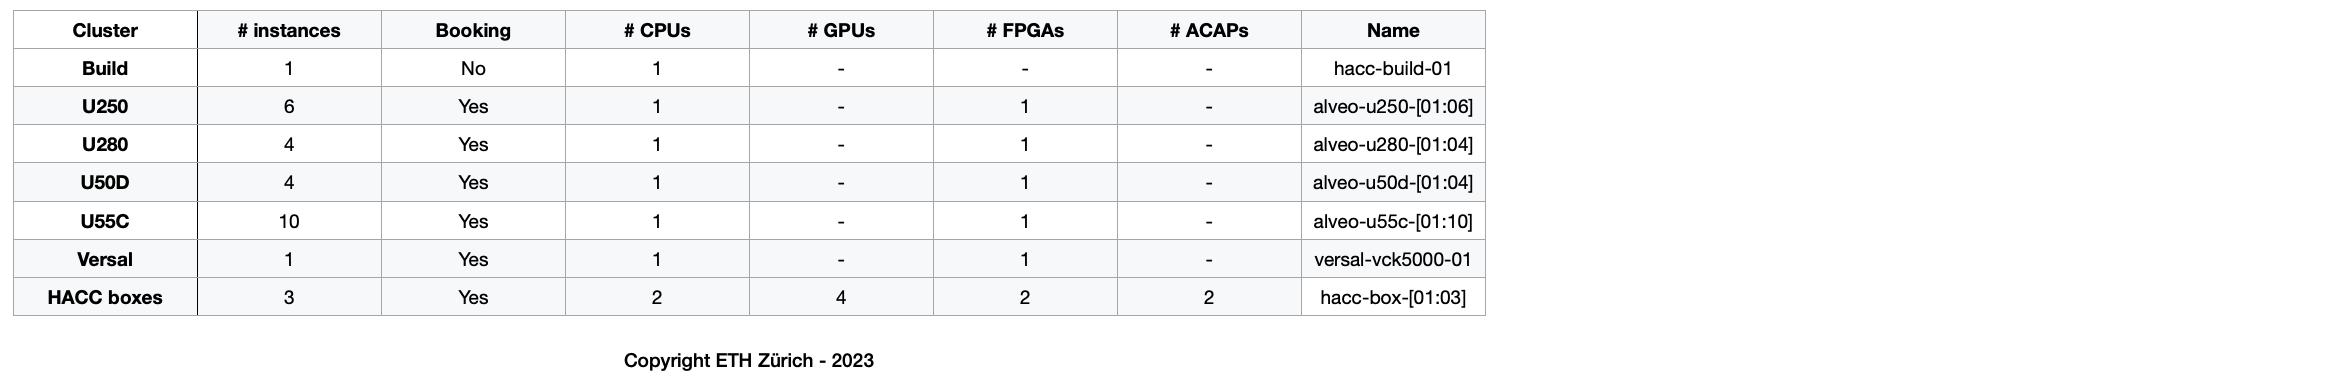 Cluster # instances Booking # CPUs # GPUs # FPGAs # ACAPs Name
Build 1 No 1 - - - hacc-build-01
U250 6 Yes 1 - 1 - alveo-u250-[01:06]
U280 4 Yes 1 - 1 - alveo-u280-[01:04]
U50D 4 Yes 1 - 1 - alveo-u50d-[01:04]
U55C 10 Yes 1 - 1 - alveo-u55c-[01:10]
Versal 1 Yes 1 - 1 - versal-vck5000-01
HACC boxes 3 Yes 2 4 2 2 hacc-box-[01:03]
Copyright ETH Zürich - 2023